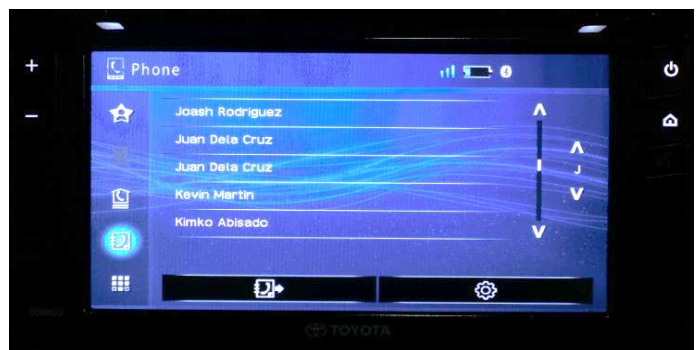 Phone
Joash Rodriguez
Juan Dela Cruz
Juan Dela Cruz
J
Kevin Martin
Kimko Abisado
TOYOTA